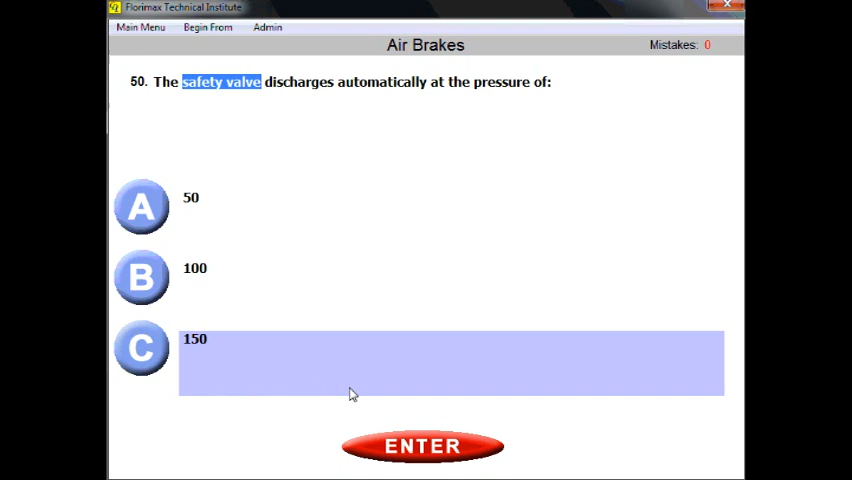 Florimax Technical Institute
Main Menu Begin From Admin
Air Brakes Mistakes: 0
50. The safety valve discharges automatically at the pressure of:
A 50
B 100
C 150
ENTER